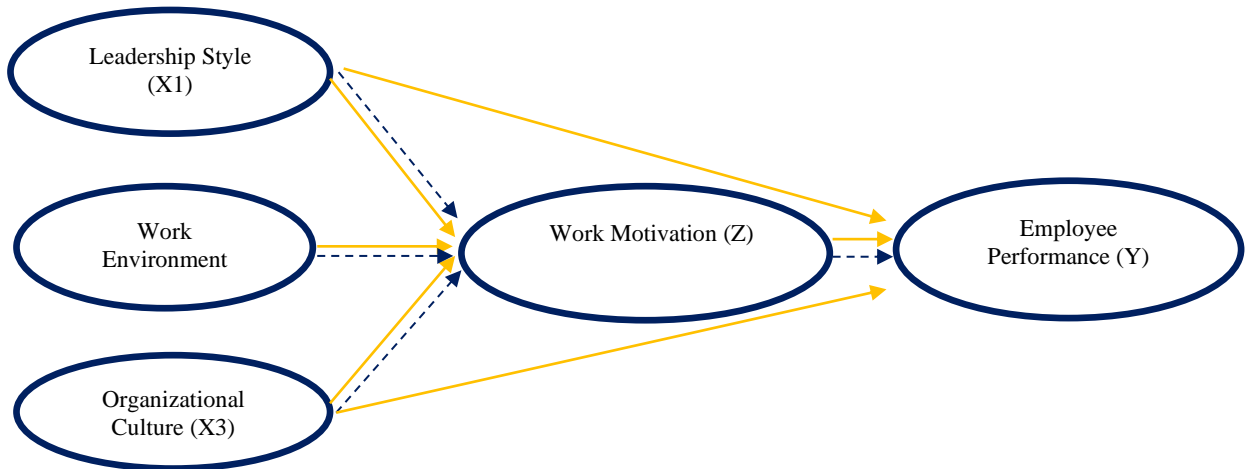 Leadership Style
(X1)
Work
Environment
Organizational
Culture (X3)
Work Motivation (Z)
Employee
Performance (Y)